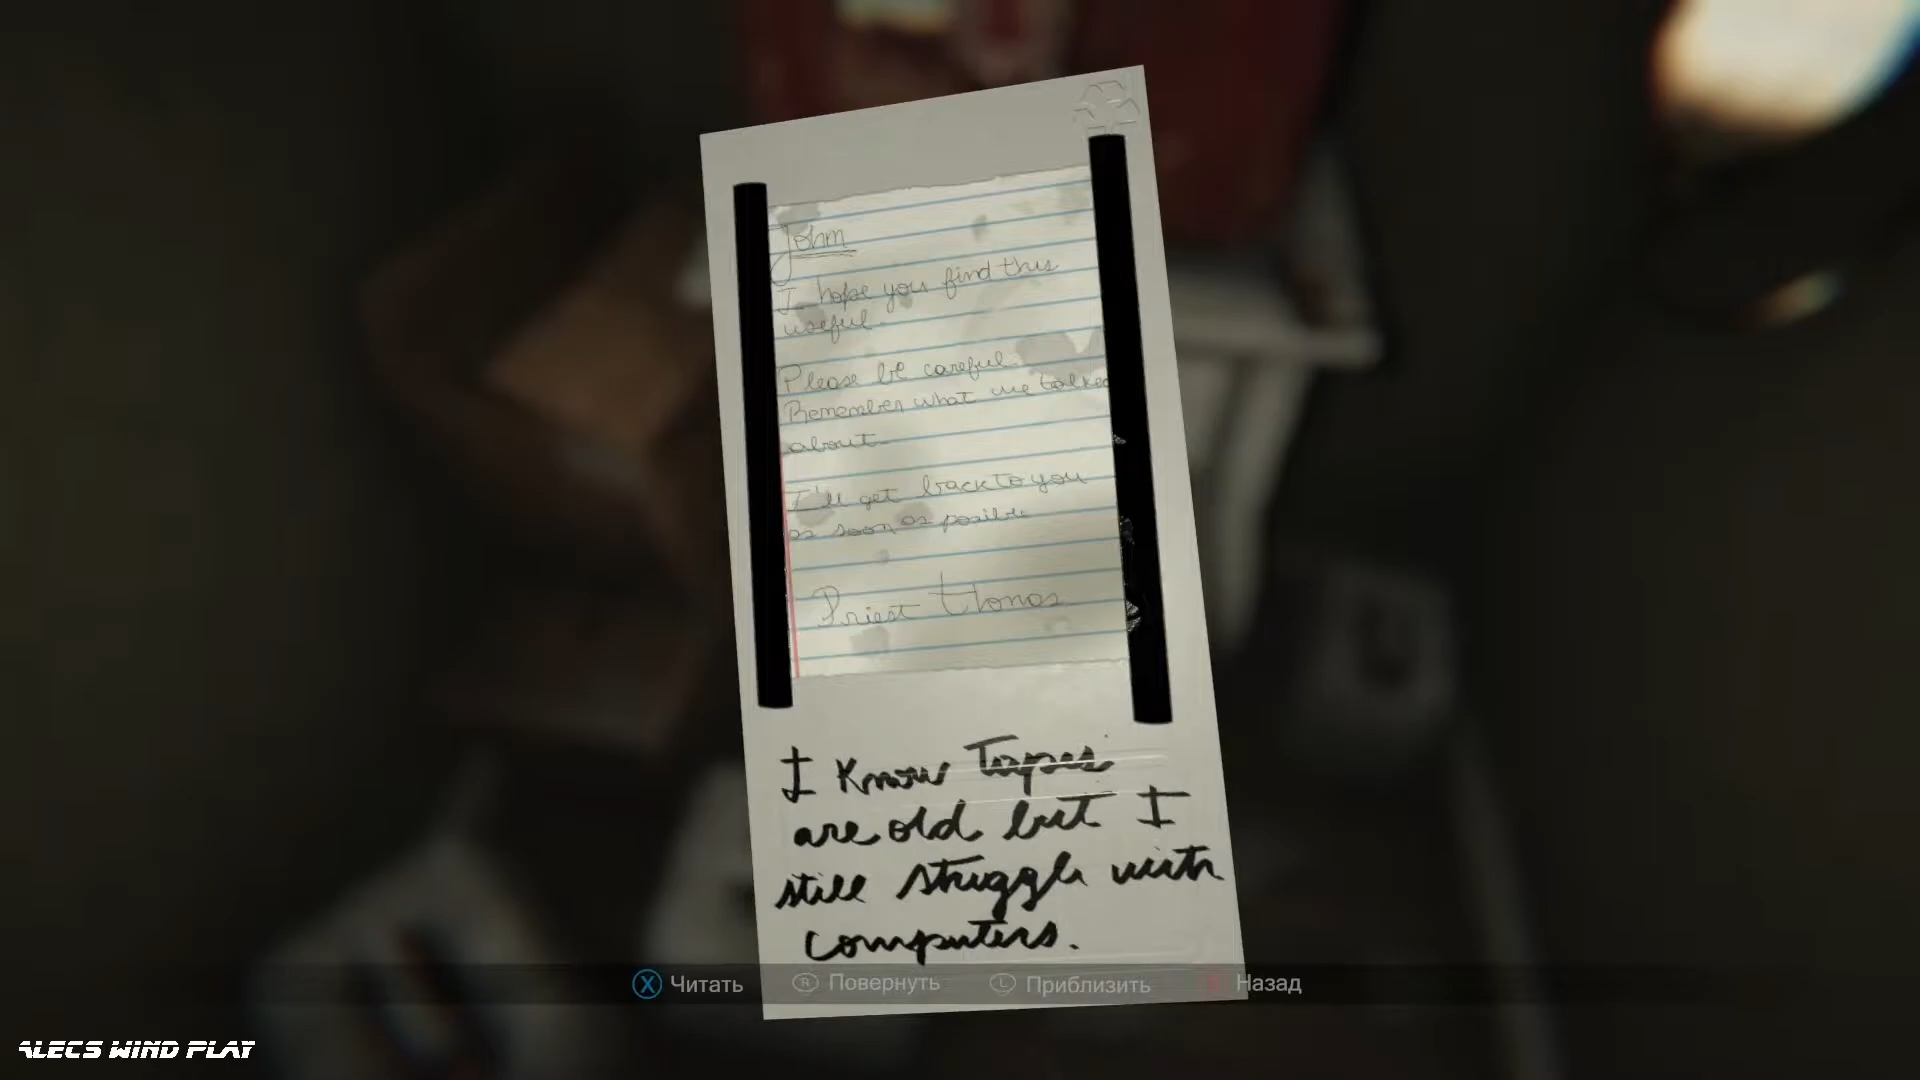 John
I hope you find this
useful.
Please be careful.
Remember what we talked
about
I'll get back to you
as soon as posible
Priest Thomas
I know Tapes
are old but I
still struggle with
computers.
X Читать R Повернуть L Приблизить Назад
ALECS WIND PLAY